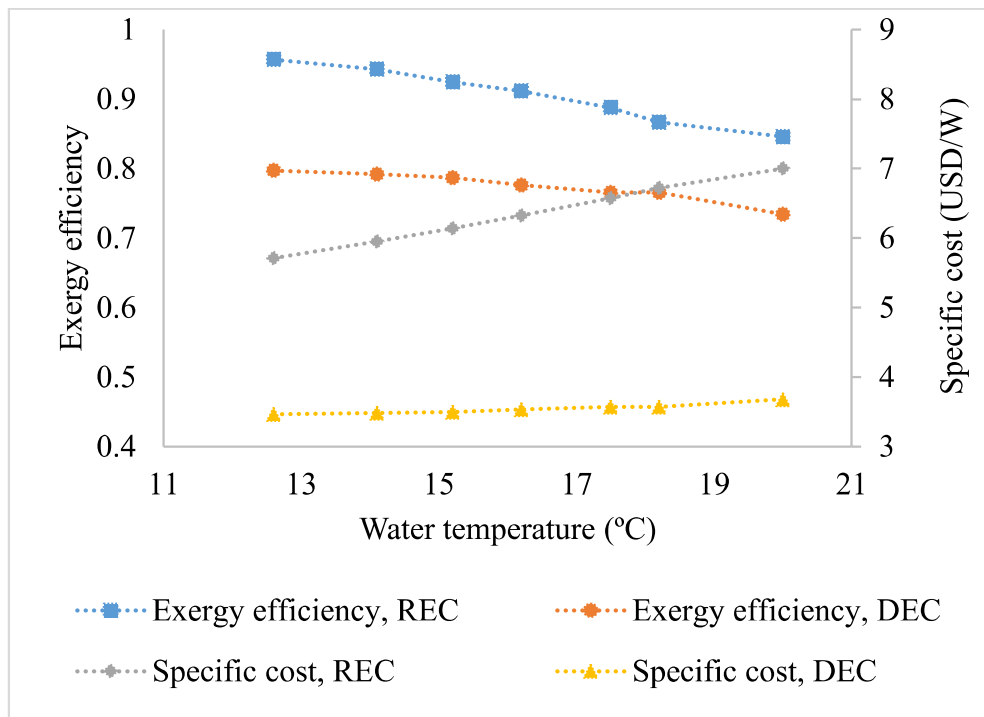 1
0.9
0.8
0.7
0.6
0.5
0.4
Exergy efficiency
9
8
7
6
5
4
3
Specific cost (USD/W)
11 13 15 17 19 21
Water temperature (ºC)
Exergy efficiency, REC Exergy efficiency, DEC
Specific cost, REC Specific cost, DEC